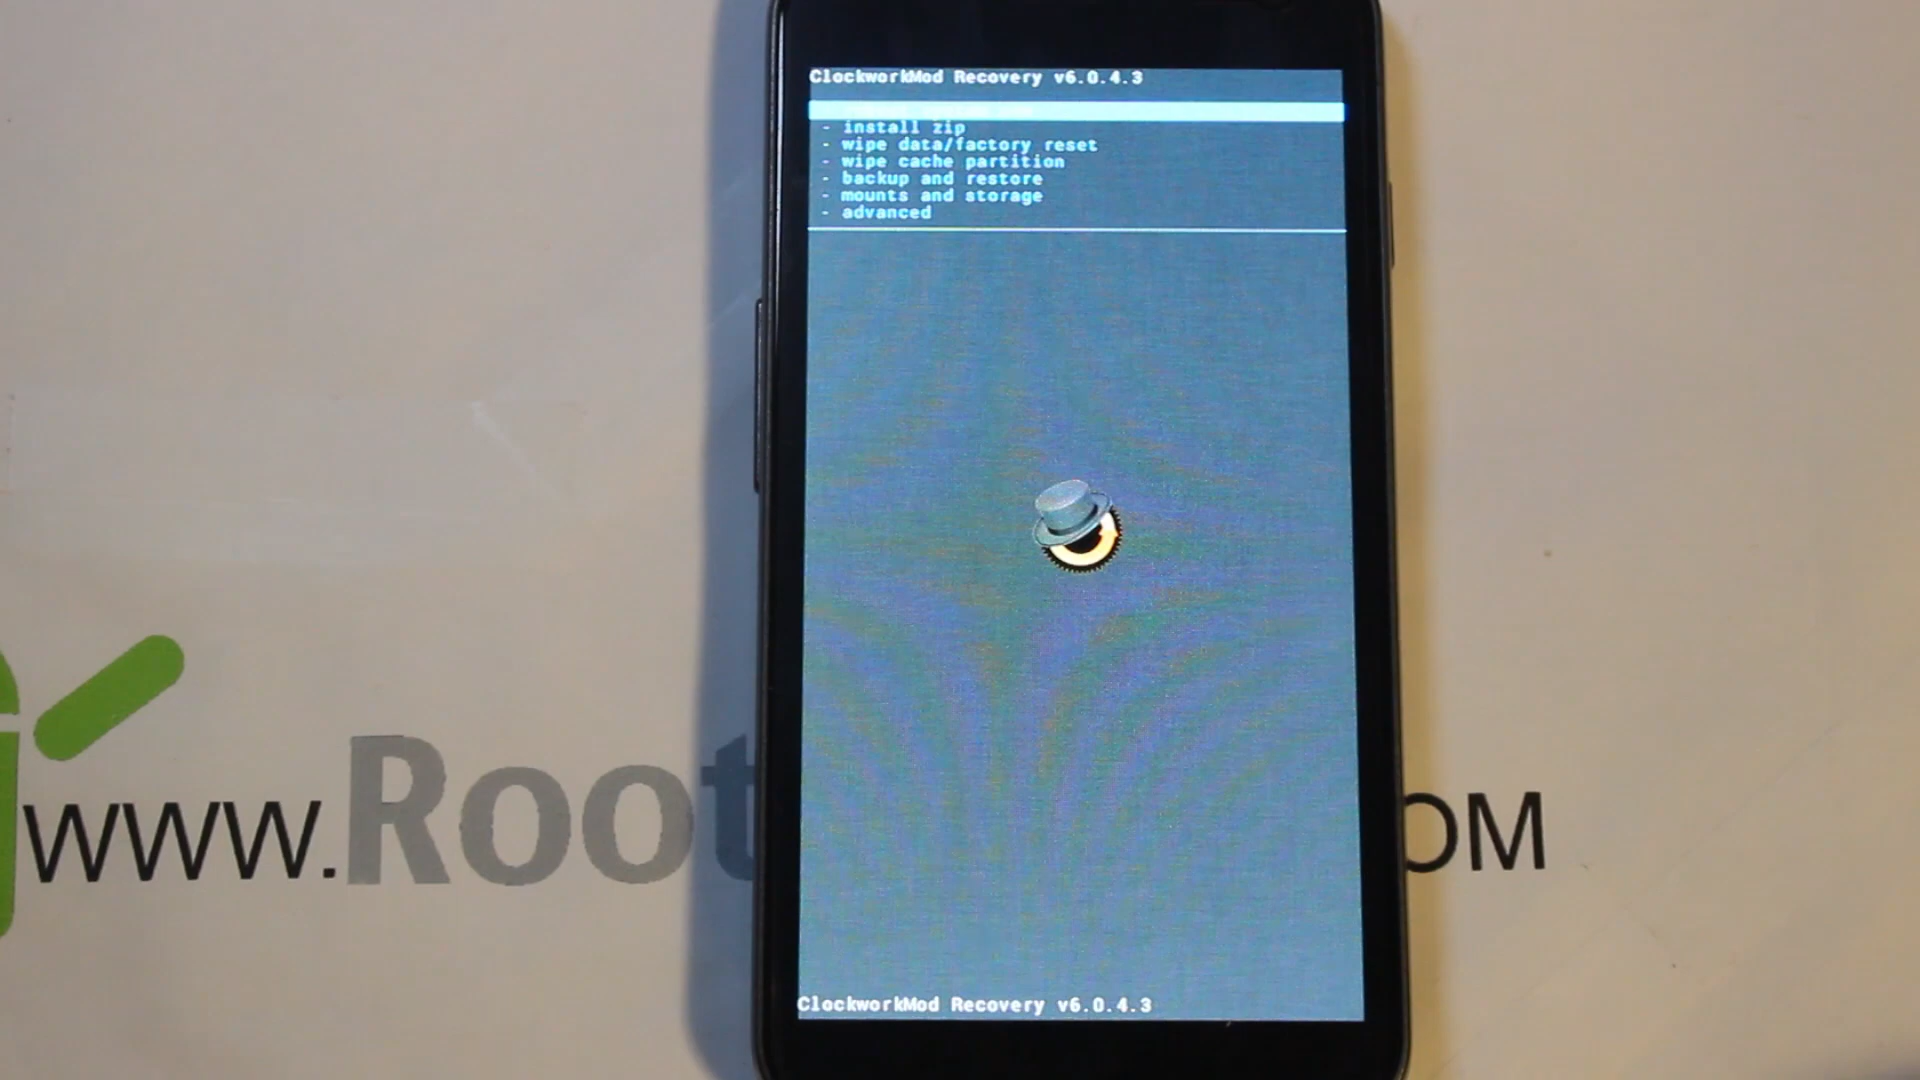 ClockworkMod Recovery v6.0.4.3
- install zip
- wipe data/factory reset
- wipe cache partition
- backup and restore
- mounts and storage
- advanced
www.Root OM
ClockworkMod Recovery v6.0.4.3